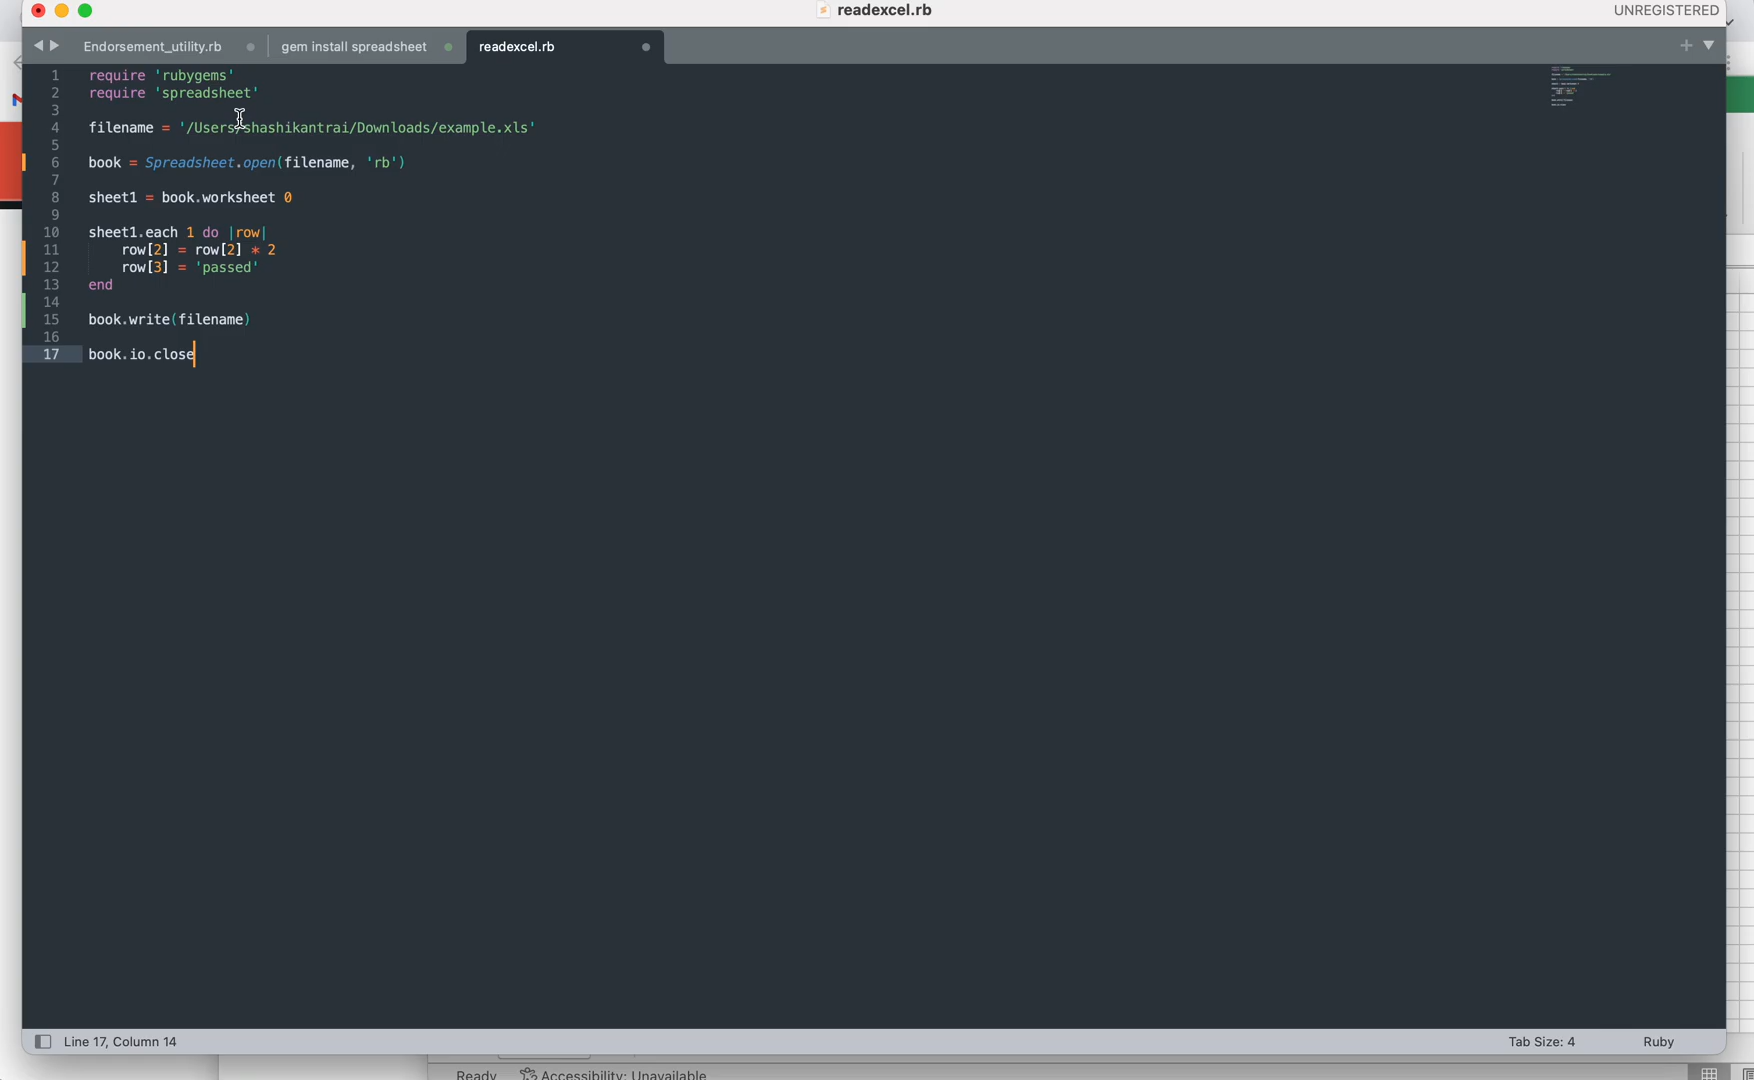 readexcel.rb
UNREGISTERED
Endorsement_utility.rb
gem install spreadsheet
readexcel.rb
1 require 'rubygems'
2 require 'spreadsheet'
3
4 filename = '/Users/shashikantrai/Downloads/example.xls'
5
6 book = Spreadsheet.open(filename, 'rb')
7
8 sheet1 = book.worksheet 0
9
10 sheet1.each 1 do |row|
11 row[2] = row[2] * 2
12 row[3] = 'passed'
13 end
14
15 book.write(filename)
16
17 book.io.close
Line 17, Column 14
Tab Size: 4
Ruby
Ready
Accessibility: Unavailable